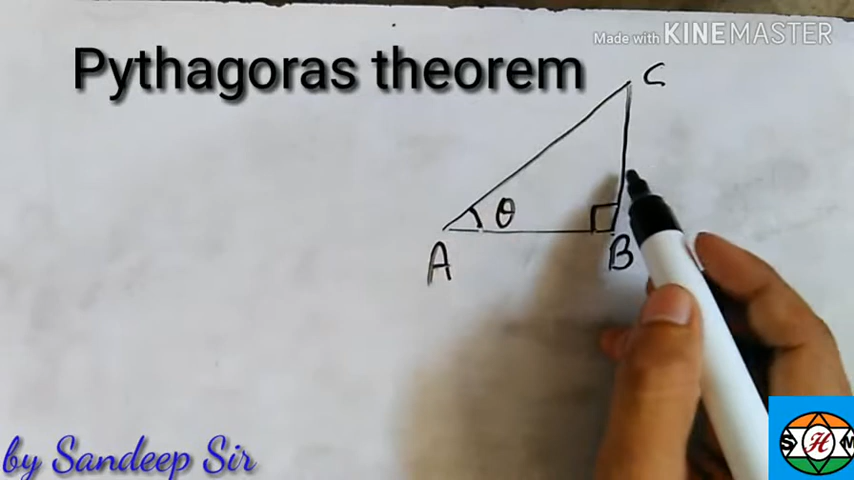 Made with KINEMASTER
Pythagoras theorem
C
θ
A
B
by Sandeep Sir
S H M